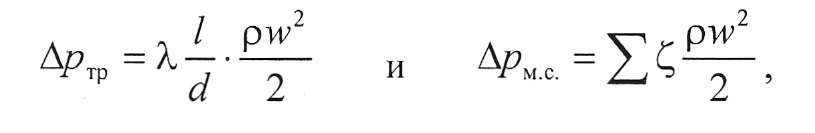 Δp_тр = λ l/d · ρw²/2 и Δp_м.с. = ∑ ζ ρw²/2 ,